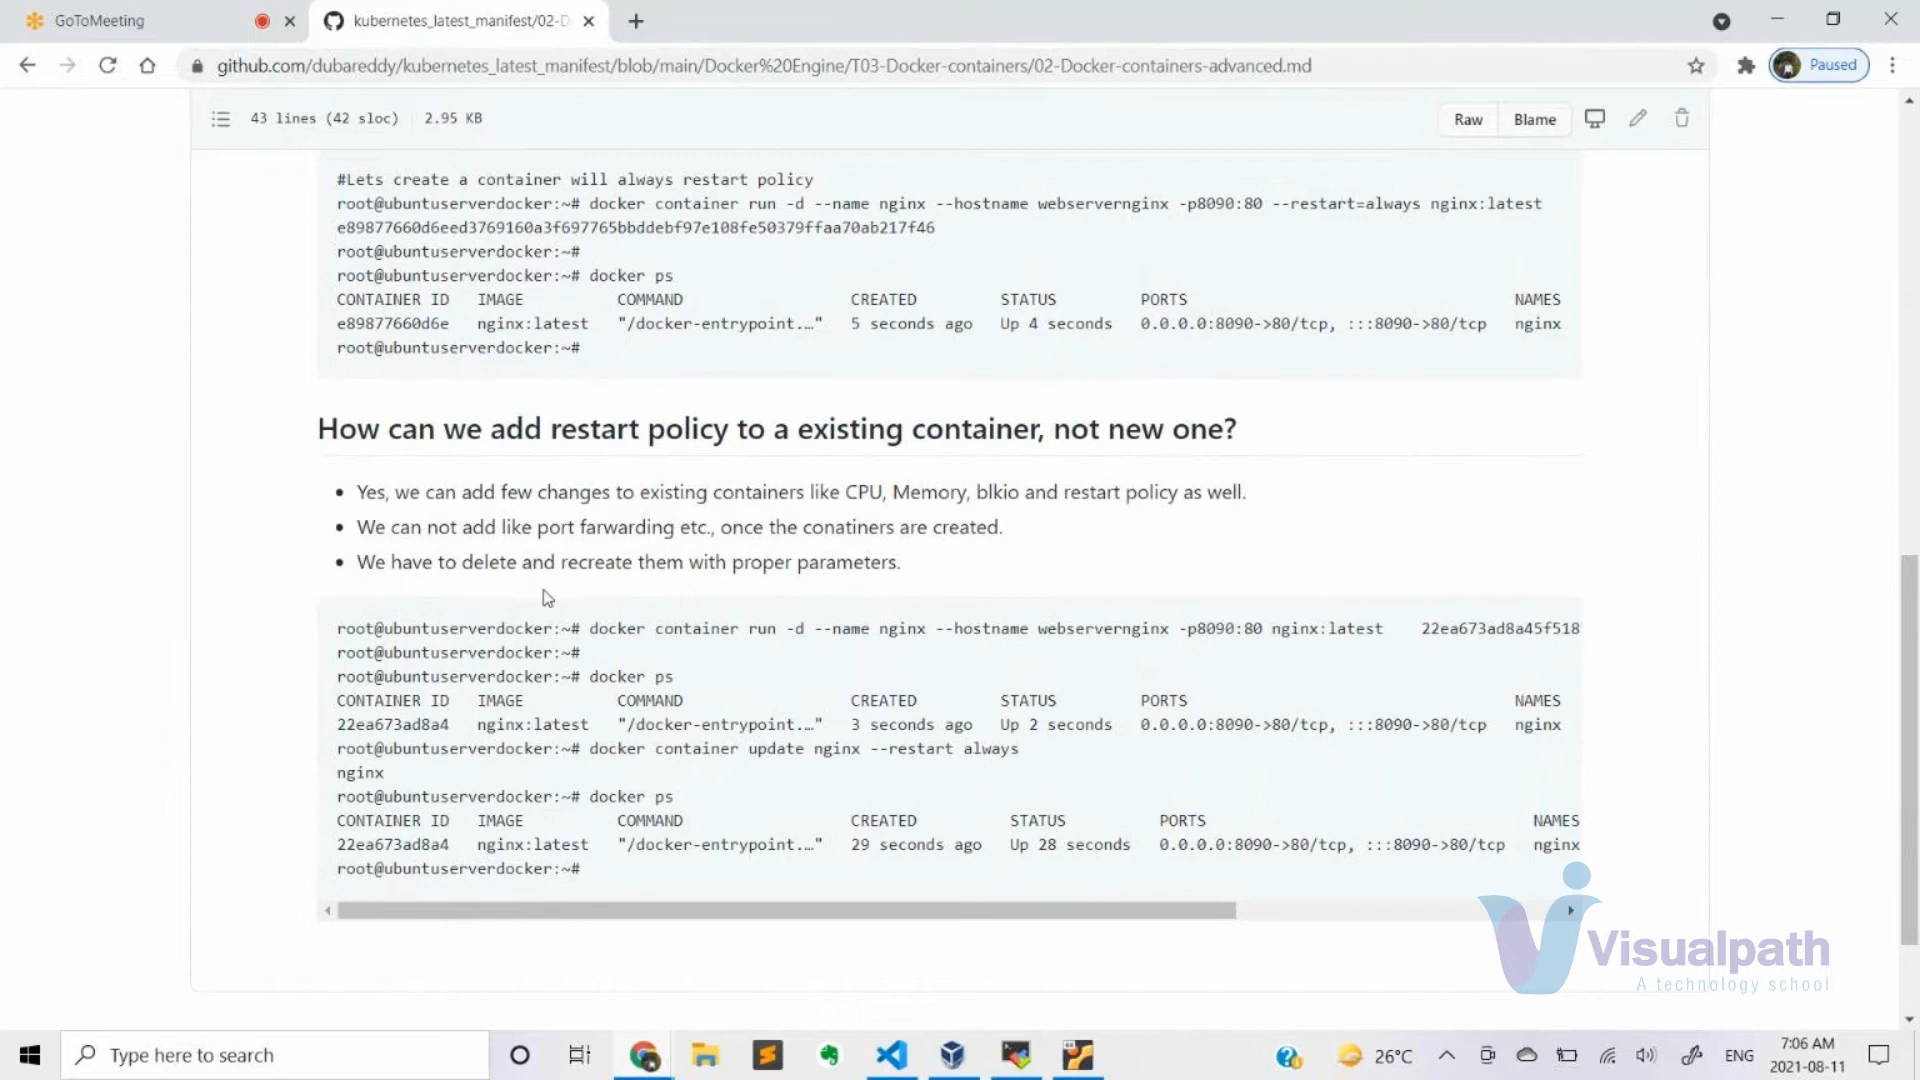 GoToMeeting
kubernetes_latest_manifest/02-D
github.com/dubareddy/kubernetes_latest_manifest/blob/main/Docker%20Engine/T03-Docker-containers/02-Docker-containers-advanced.md
Paused
43 lines (42 sloc) 2.95 KB
Raw Blame
#Lets create a container will always restart policy
root@ubuntuserverdocker:~# docker container run -d --name nginx --hostname webservernginx -p8090:80 --restart=always nginx:latest
e89877660d6eed3769160a3f697765bbddebf97e108fe50379ffaa70ab217f46
root@ubuntuserverdocker:~#
root@ubuntuserverdocker:~# docker ps
CONTAINER ID IMAGE COMMAND CREATED STATUS PORTS NAMES
e89877660d6e nginx:latest "/docker-entrypoint.…" 5 seconds ago Up 4 seconds 0.0.0.0:8090->80/tcp, :::8090->80/tcp nginx
root@ubuntuserverdocker:~#
How can we add restart policy to a existing container, not new one?
• Yes, we can add few changes to existing containers like CPU, Memory, blkio and restart policy as well.
• We can not add like port farwarding etc., once the conatiners are created.
• We have to delete and recreate them with proper parameters.
root@ubuntuserverdocker:~# docker container run -d --name nginx --hostname webservernginx -p8090:80 nginx:latest 22ea673ad8a45f518
root@ubuntuserverdocker:~#
root@ubuntuserverdocker:~# docker ps
CONTAINER ID IMAGE COMMAND CREATED STATUS PORTS NAMES
22ea673ad8a4 nginx:latest "/docker-entrypoint.…" 3 seconds ago Up 2 seconds 0.0.0.0:8090->80/tcp, :::8090->80/tcp nginx
root@ubuntuserverdocker:~# docker container update nginx --restart always
nginx
root@ubuntuserverdocker:~# docker ps
CONTAINER ID IMAGE COMMAND CREATED STATUS PORTS NAMES
22ea673ad8a4 nginx:latest "/docker-entrypoint.…" 29 seconds ago Up 28 seconds 0.0.0.0:8090->80/tcp, :::8090->80/tcp nginx
root@ubuntuserverdocker:~#
Visualpath
A technology school
Type here to search
26°C
ENG
7:06 AM
2021-08-11